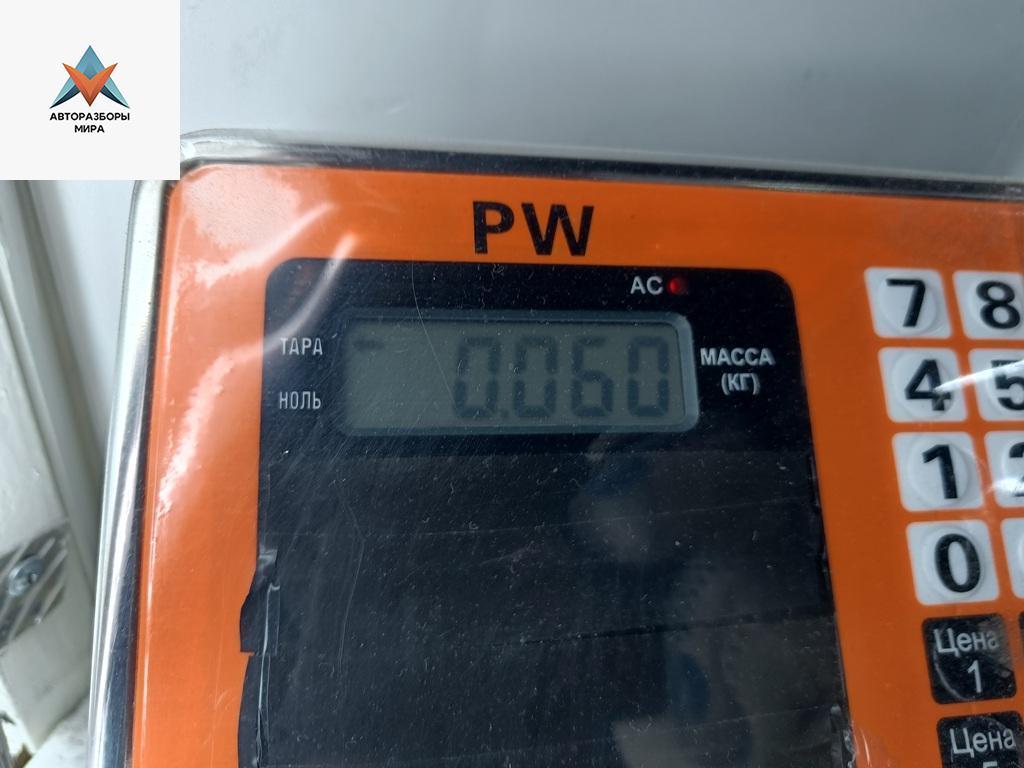 АВТОРАЗБОРЫ
МИРА
PW
AC
ТАРА
НОЛЬ
0.060
МАССА
(КГ)
7 8
4 5
1 2
0
Цена
1
Цена